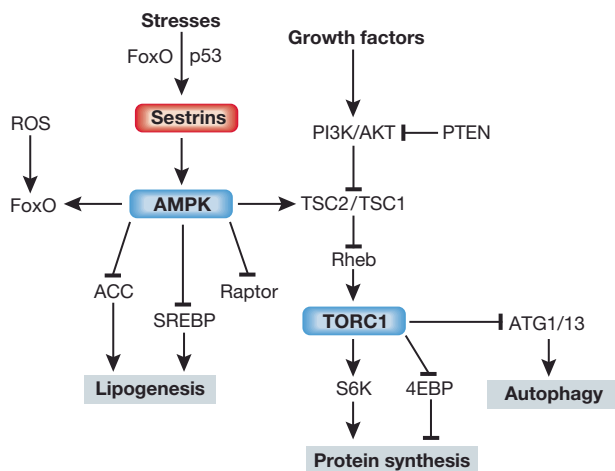 Stresses
Growth factors
FoxO p53
ROS
Sestrins
PI3K/AKT
PTEN
FoxO
AMPK
TSC2/TSC1
Rheb
ACC
Raptor
SREBP
TORC1
ATG1/13
Lipogenesis
S6K
4EBP
Autophagy
Protein synthesis